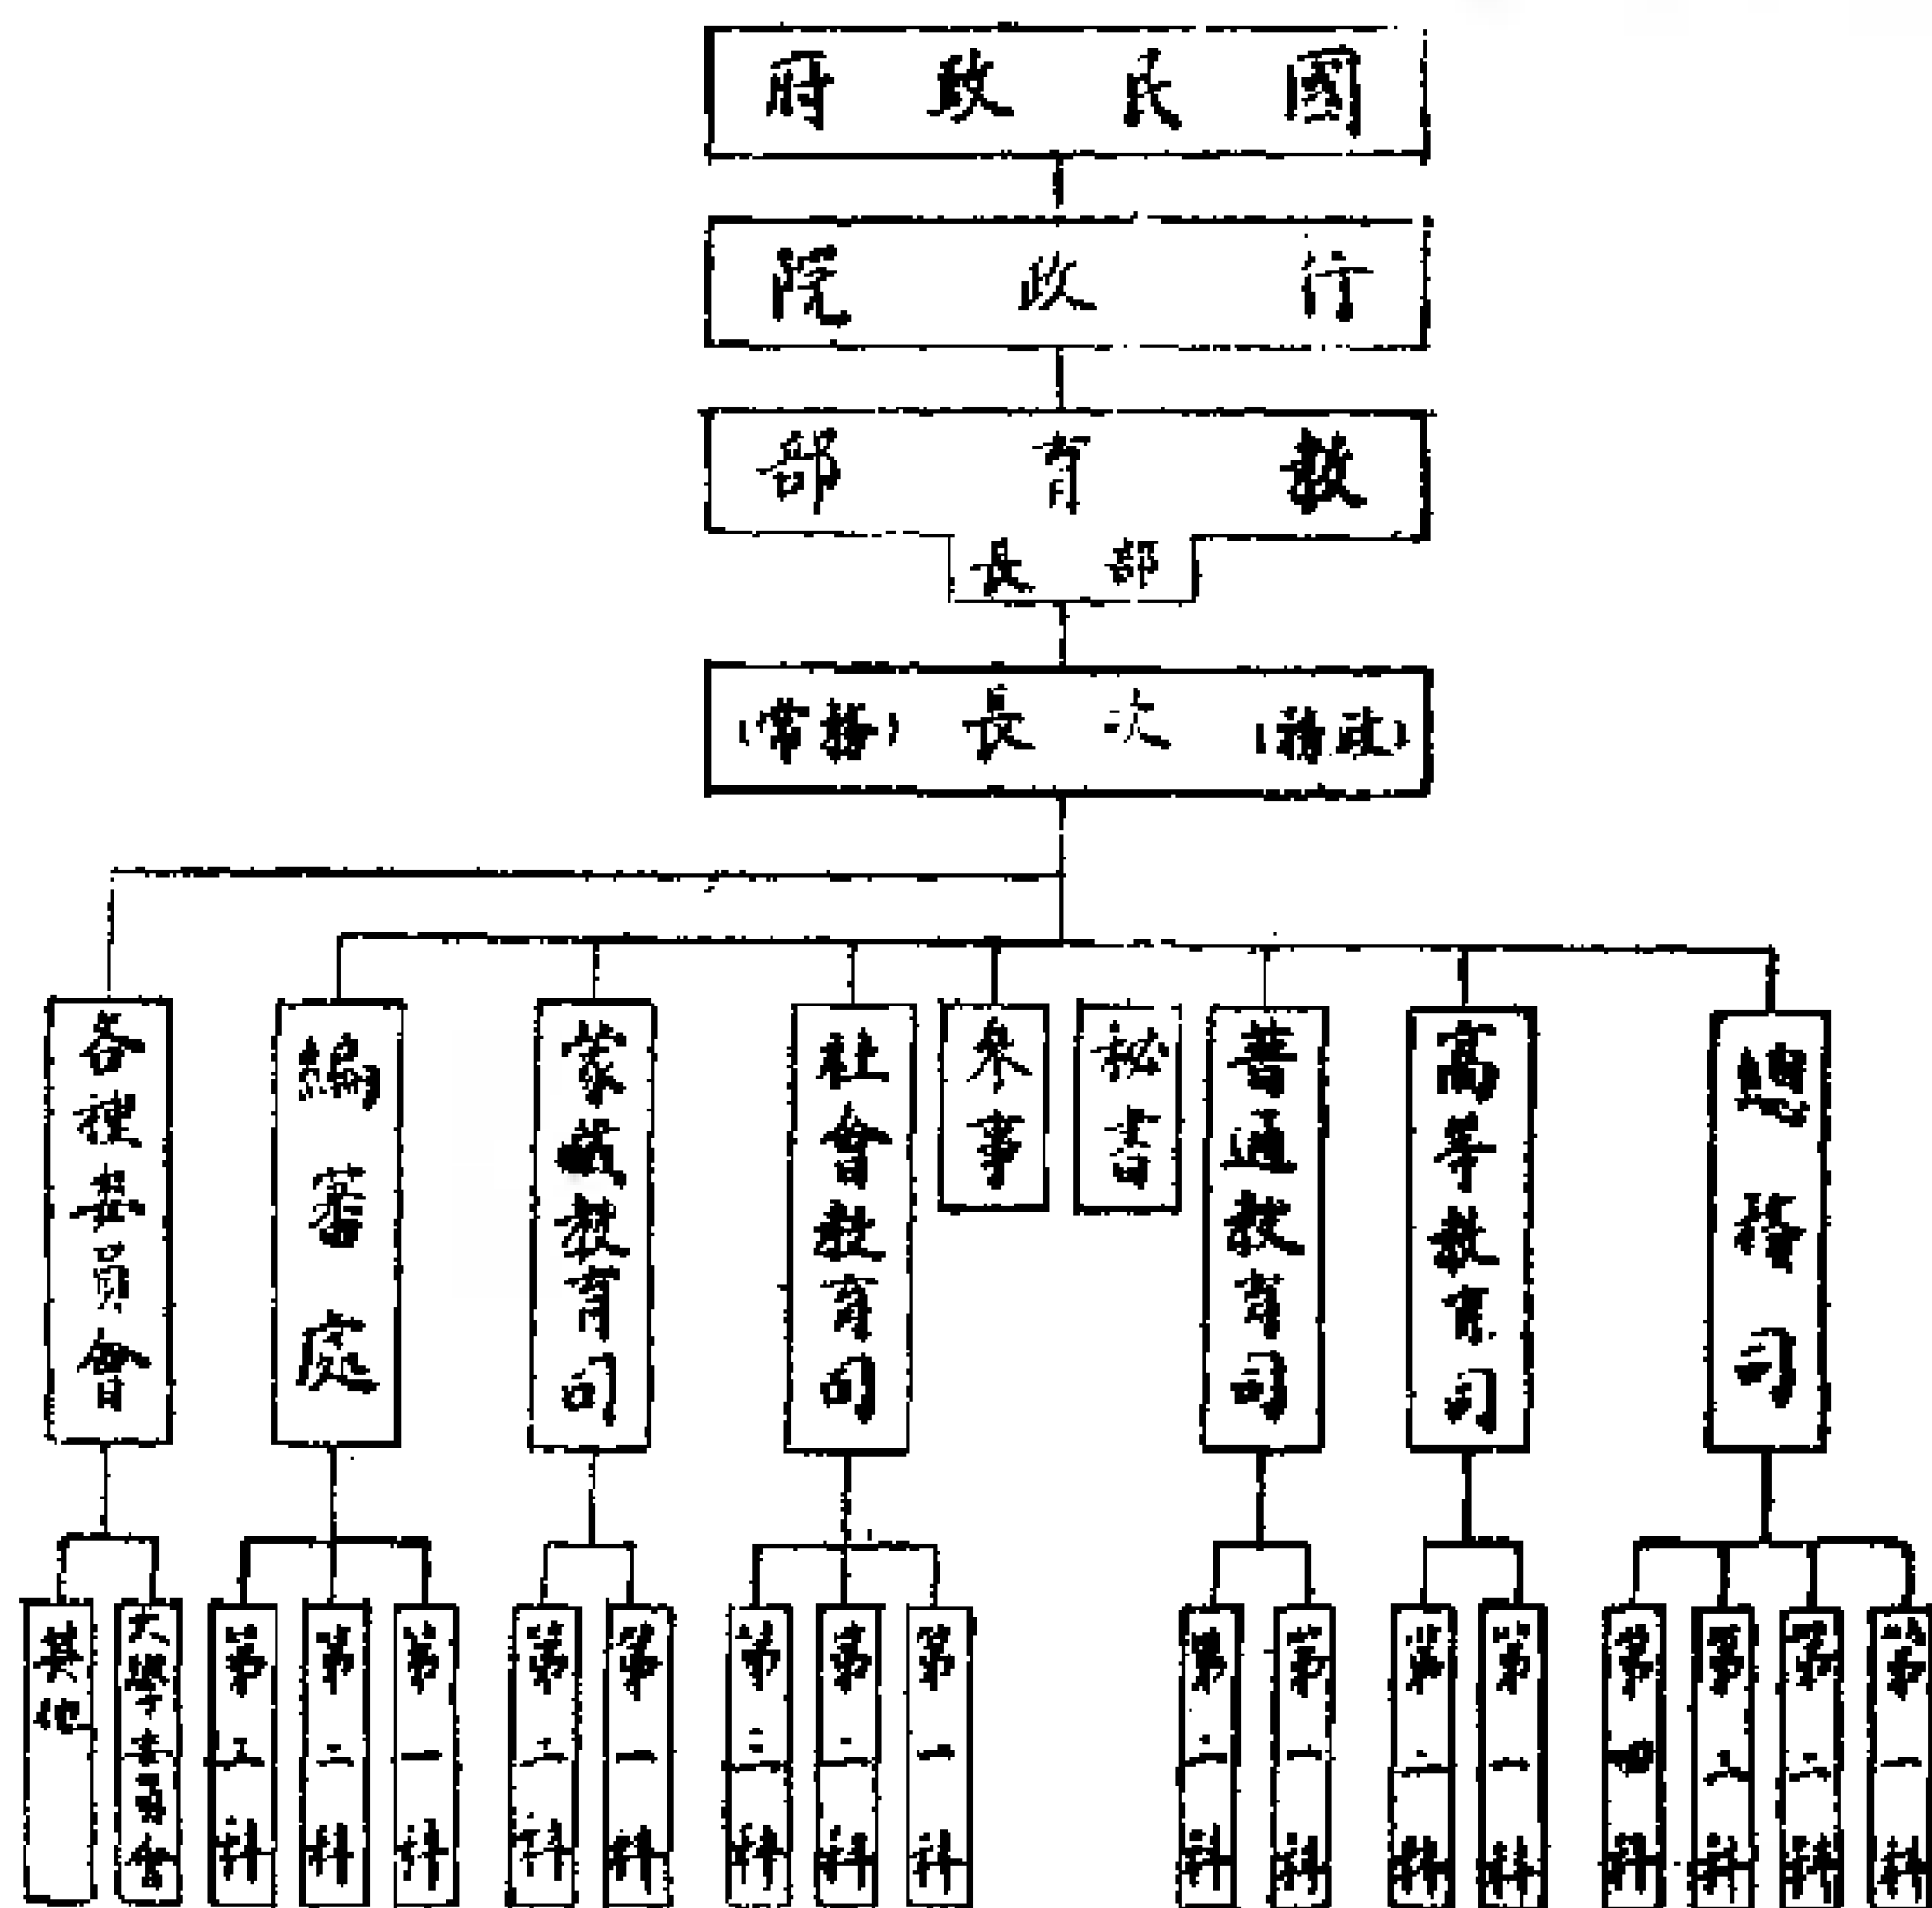 國民政府
行政院
教育部
部長
(政務)次長(常務)
總務司
高等教育司
普通教育司
秘書
參事
社會教育司
蒙藏教育司
編審處
各種委員會
第一科
第二科
第三科
第四科
第一科
第二科
第一科
第二科
第一科
第二科
第三科
第一科
第二科
第一科
第二科
第三科
大學委員會
其他